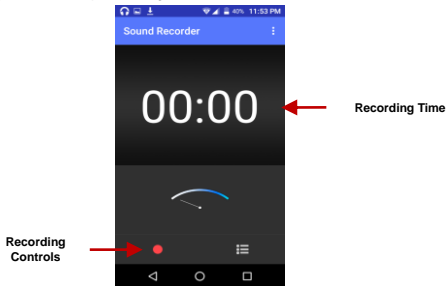 40% 11:53 PM
Sound Recorder
00:00
Recording Time
Recording
Controls